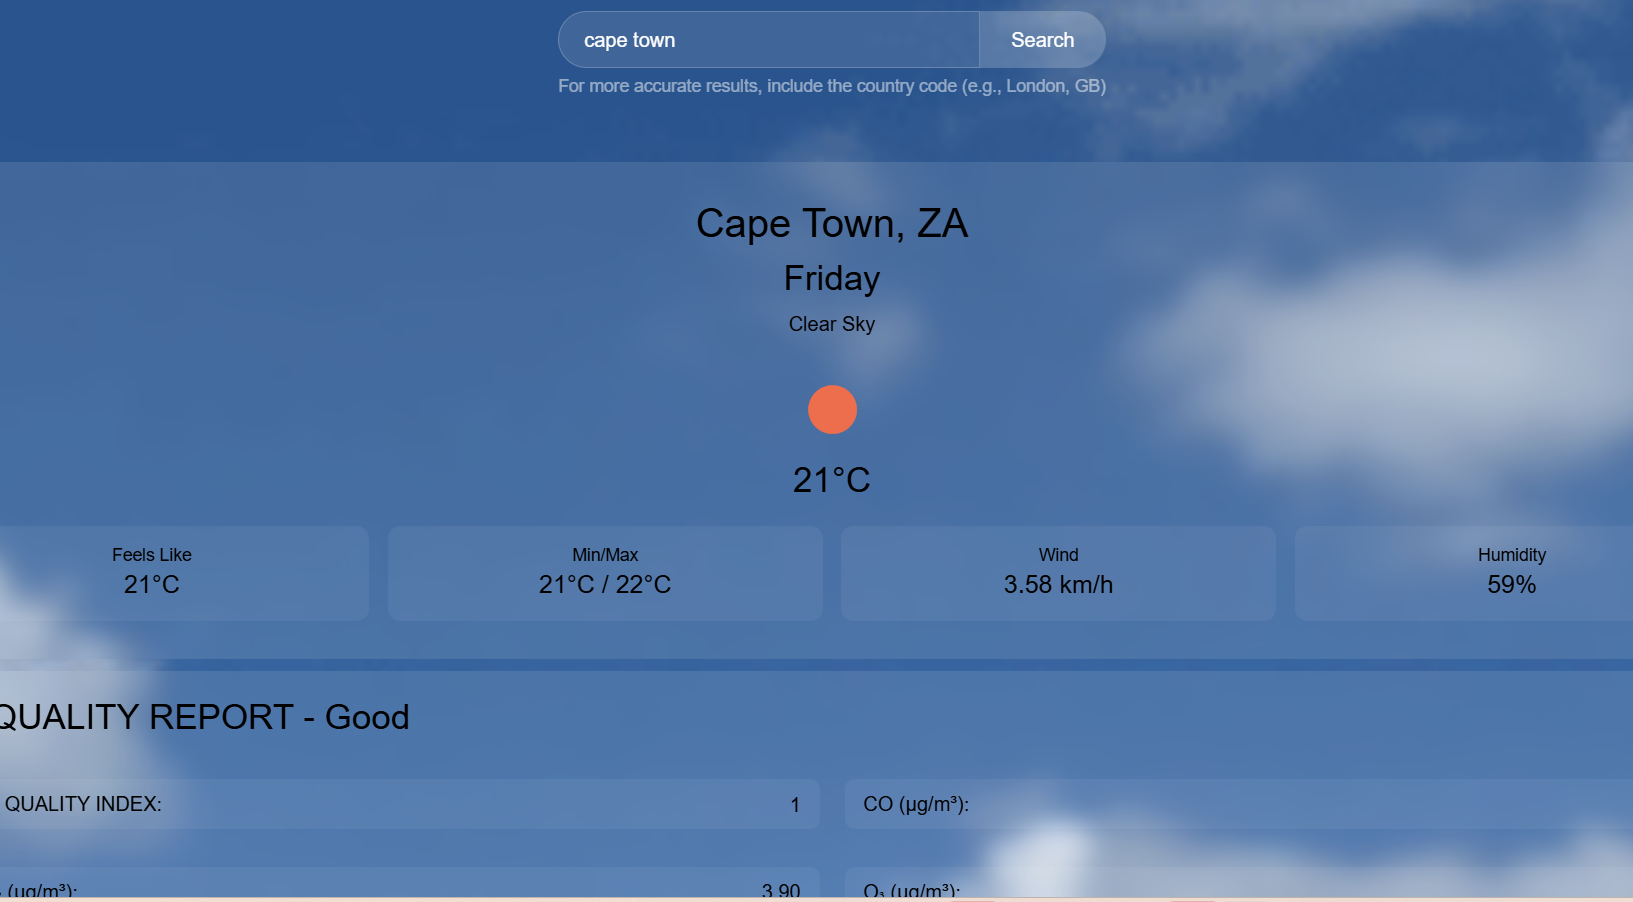 cape town
Search
For more accurate results, include the country code (e.g., London, GB)
Cape Town, ZA
Friday
Clear Sky
21°C
Feels Like
21°C
Min/Max
21°C / 22°C
Wind
3.58 km/h
Humidity
59%
QUALITY REPORT - Good
QUALITY INDEX:
1
CO (µg/m³):
(µg/m³):
3.90
O₃ (µg/m³):